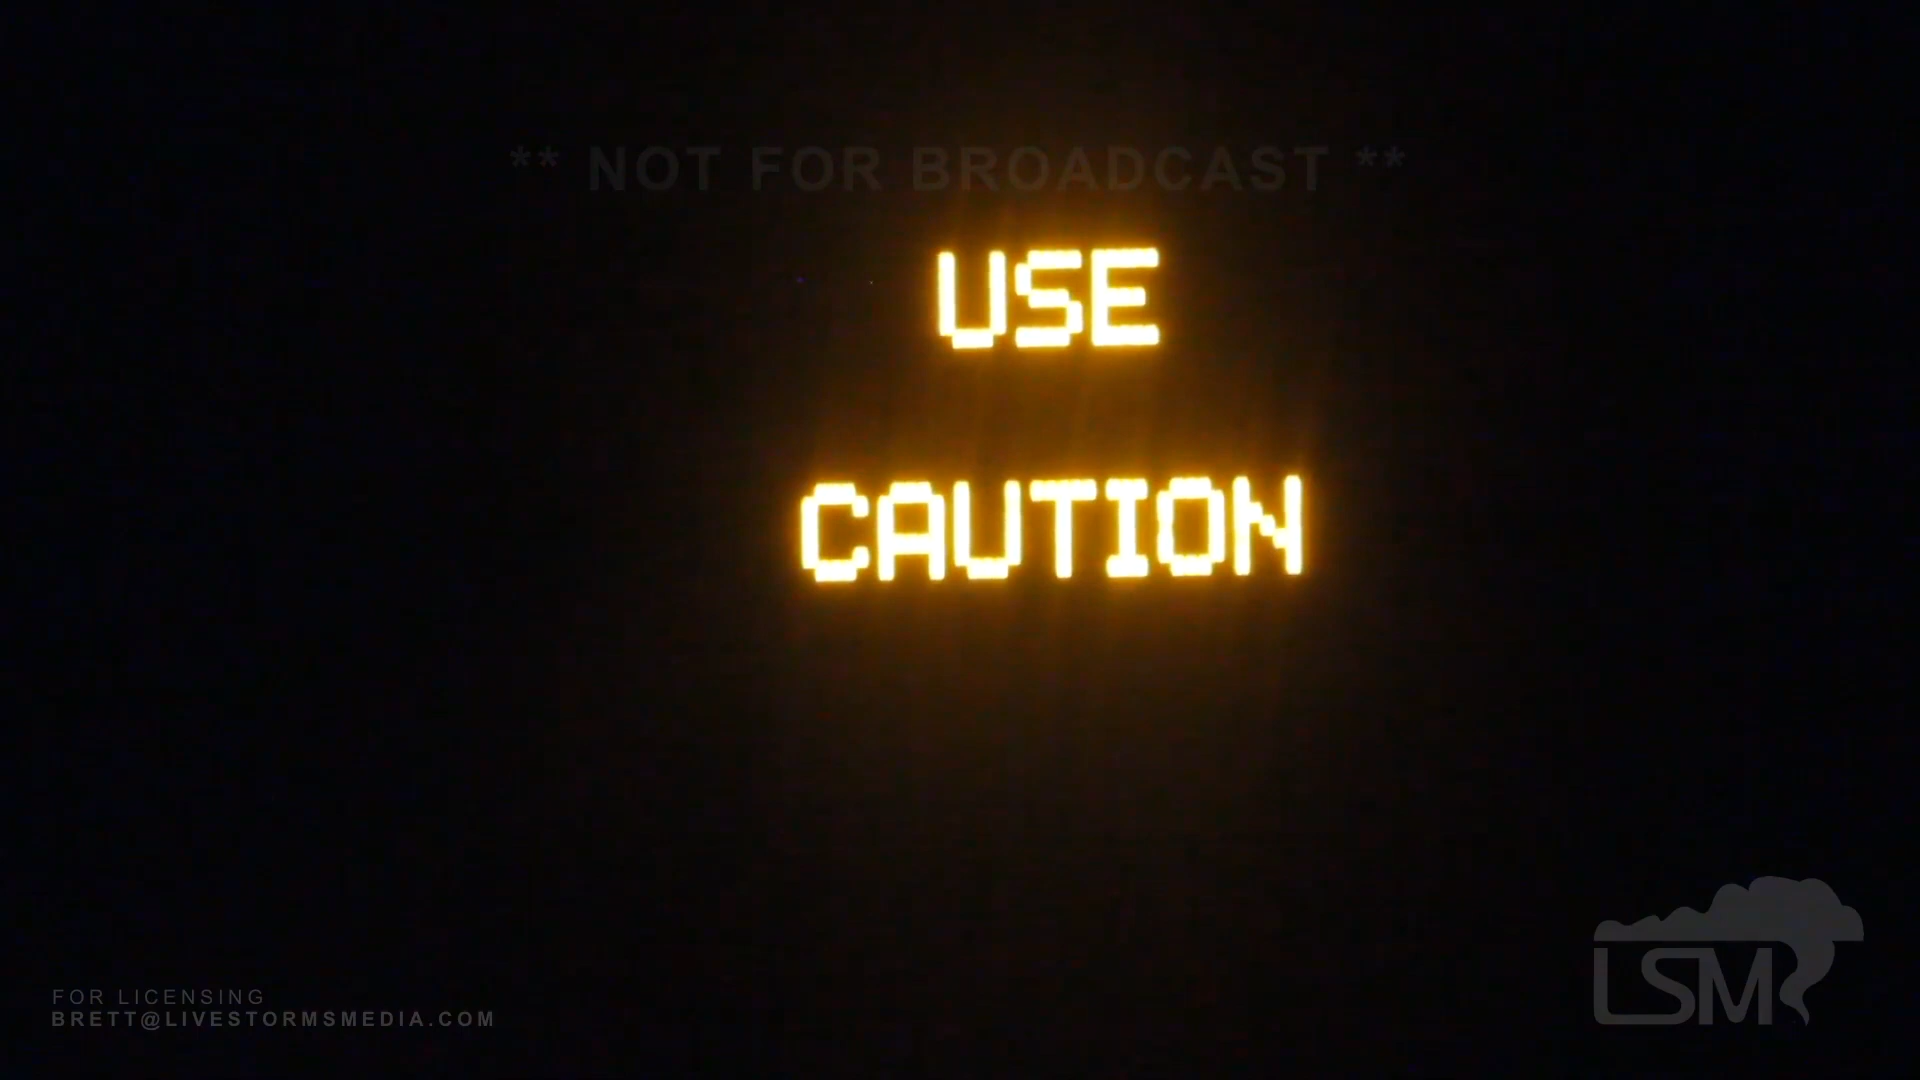 ** NOT FOR BROADCAST **
USE
CAUTION
LSM
FOR LICENSING
BRETT@LIVESTORMSMEDIA.COM